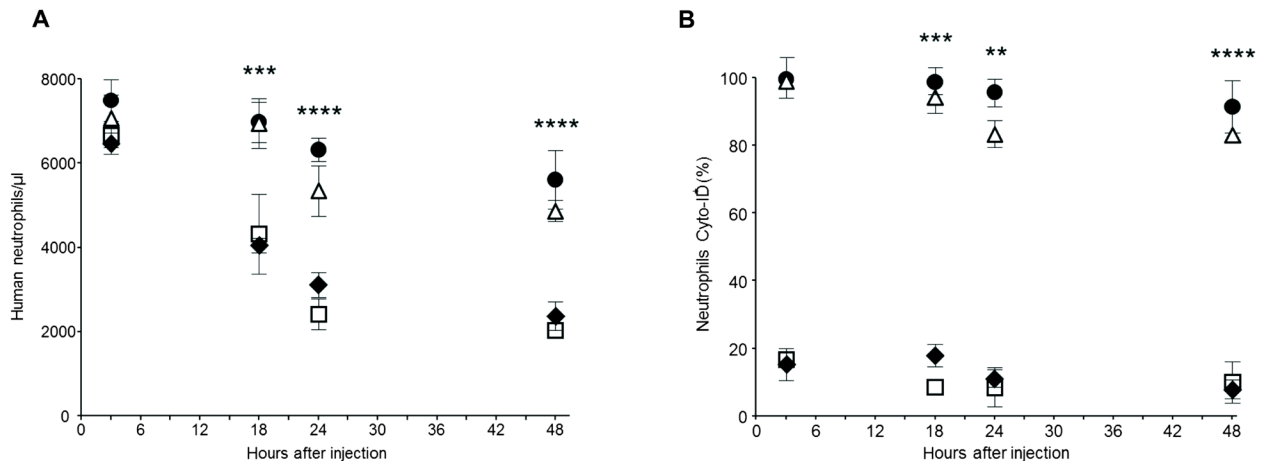 A
Human neutrophils/µl
8000
6000
4000
2000
0
***
****
****
0 6 12 18 24 30 36 42 48
Hours after injection
B
Neutrophils Cyto-ID+ (%)
100
80
60
40
20
0
***
**
****
0 6 12 18 24 30 36 42 48
Hours after injection